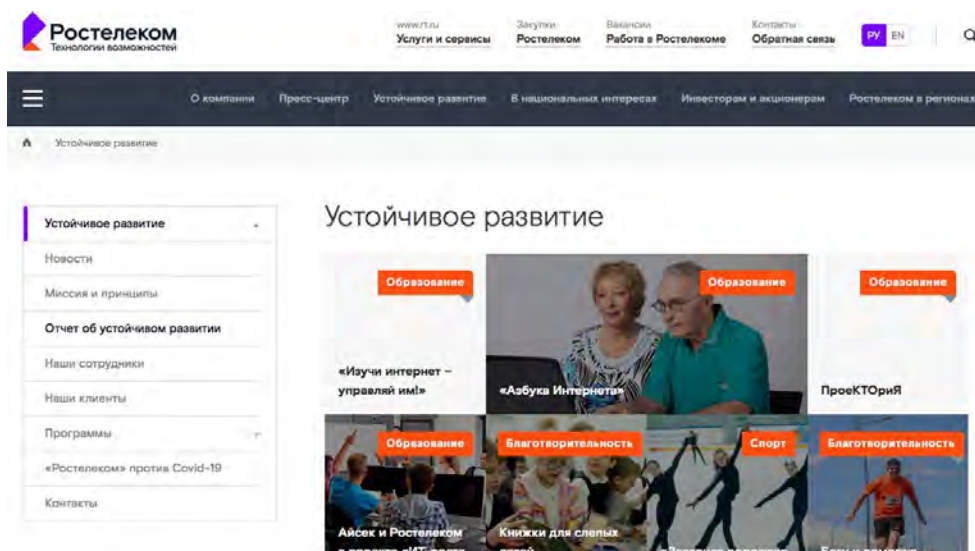 Ростелеком
Технологии возможностей
www.rt.ru
Услуги и сервисы
Закупки
Ростелеком
Вакансии
Работа в Ростелекоме
Контакты
Обратная связь
РУ EN
О компании Пресс-центр Устойчивое развитие В национальных интересах Инвесторам и акционерам Ростелеком в регионах
Устойчивое развитие
Устойчивое развитие
Новости
Миссия и принципы
Отчет об устойчивом развитии
Наши сотрудники
Наши клиенты
Программы
«Ростелеком» против Covid-19
Контакты
Устойчивое развитие
Образование
«Изучи интернет –
управляй им!»
Образование
«Азбука Интернета»
Образование
ПроеКТОриЯ
Образование
Айсек и Ростелеком
Благотворительность
Книжки для слепых
Спорт
Благотворительность